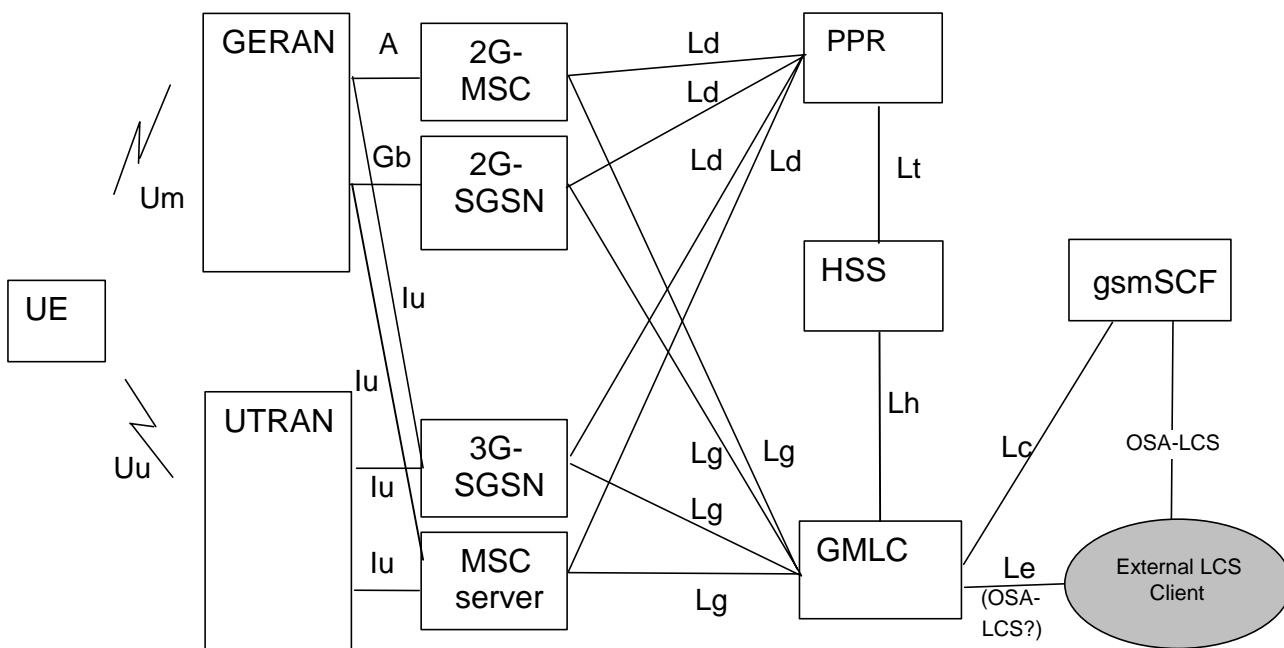 GERAN
A
2G-
MSC
Ld
PPR
Ld
Gb
2G-
SGSN
Ld
Ld
Lt
Um
HSS
gsmSCF
Iu
UE
Iu
UTRAN
Lh
3G-
SGSN
Lc
OSA-LCS
Uu
Lg
Lg
Iu
Lg
GMLC
Iu
MSC
server
Lg
Le
(OSA-
LCS?)
External LCS
Client